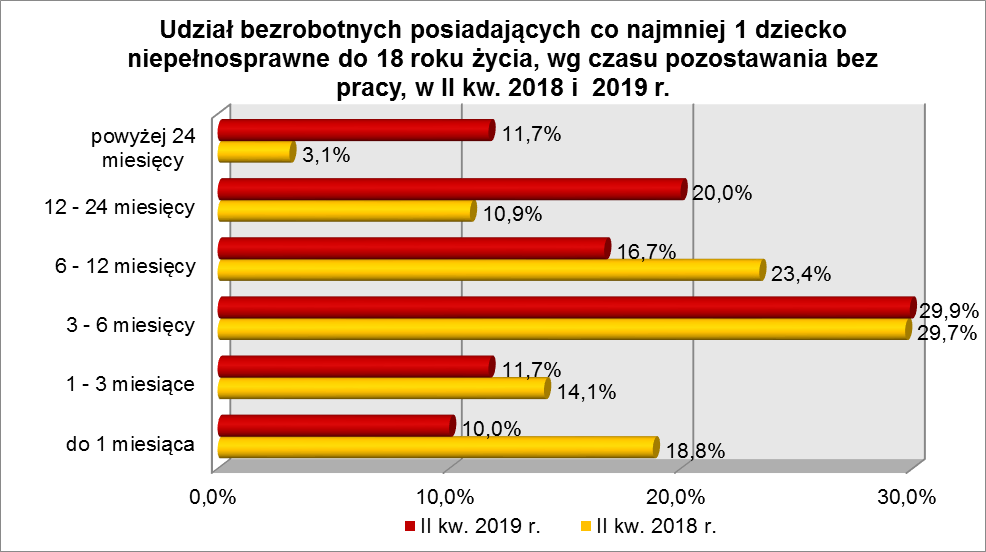 Udział bezrobotnych posiadających co najmniej 1 dziecko
niepełnosprawne do 18 roku życia, wg czasu pozostawania bez
pracy, w II kw. 2018 i  2019 r.
powyżej 24
miesięcy
11,7%
3,1%
12 - 24 miesięcy
20,0%
10,9%
6 - 12 miesięcy
16,7%
23,4%
3 - 6 miesięcy
29,9%
29,7%
1 - 3 miesiące
11,7%
14,1%
do 1 miesiąca
10,0%
18,8%
0,0% 10,0% 20,0% 30,0%
II kw. 2019 r. II kw. 2018 r.